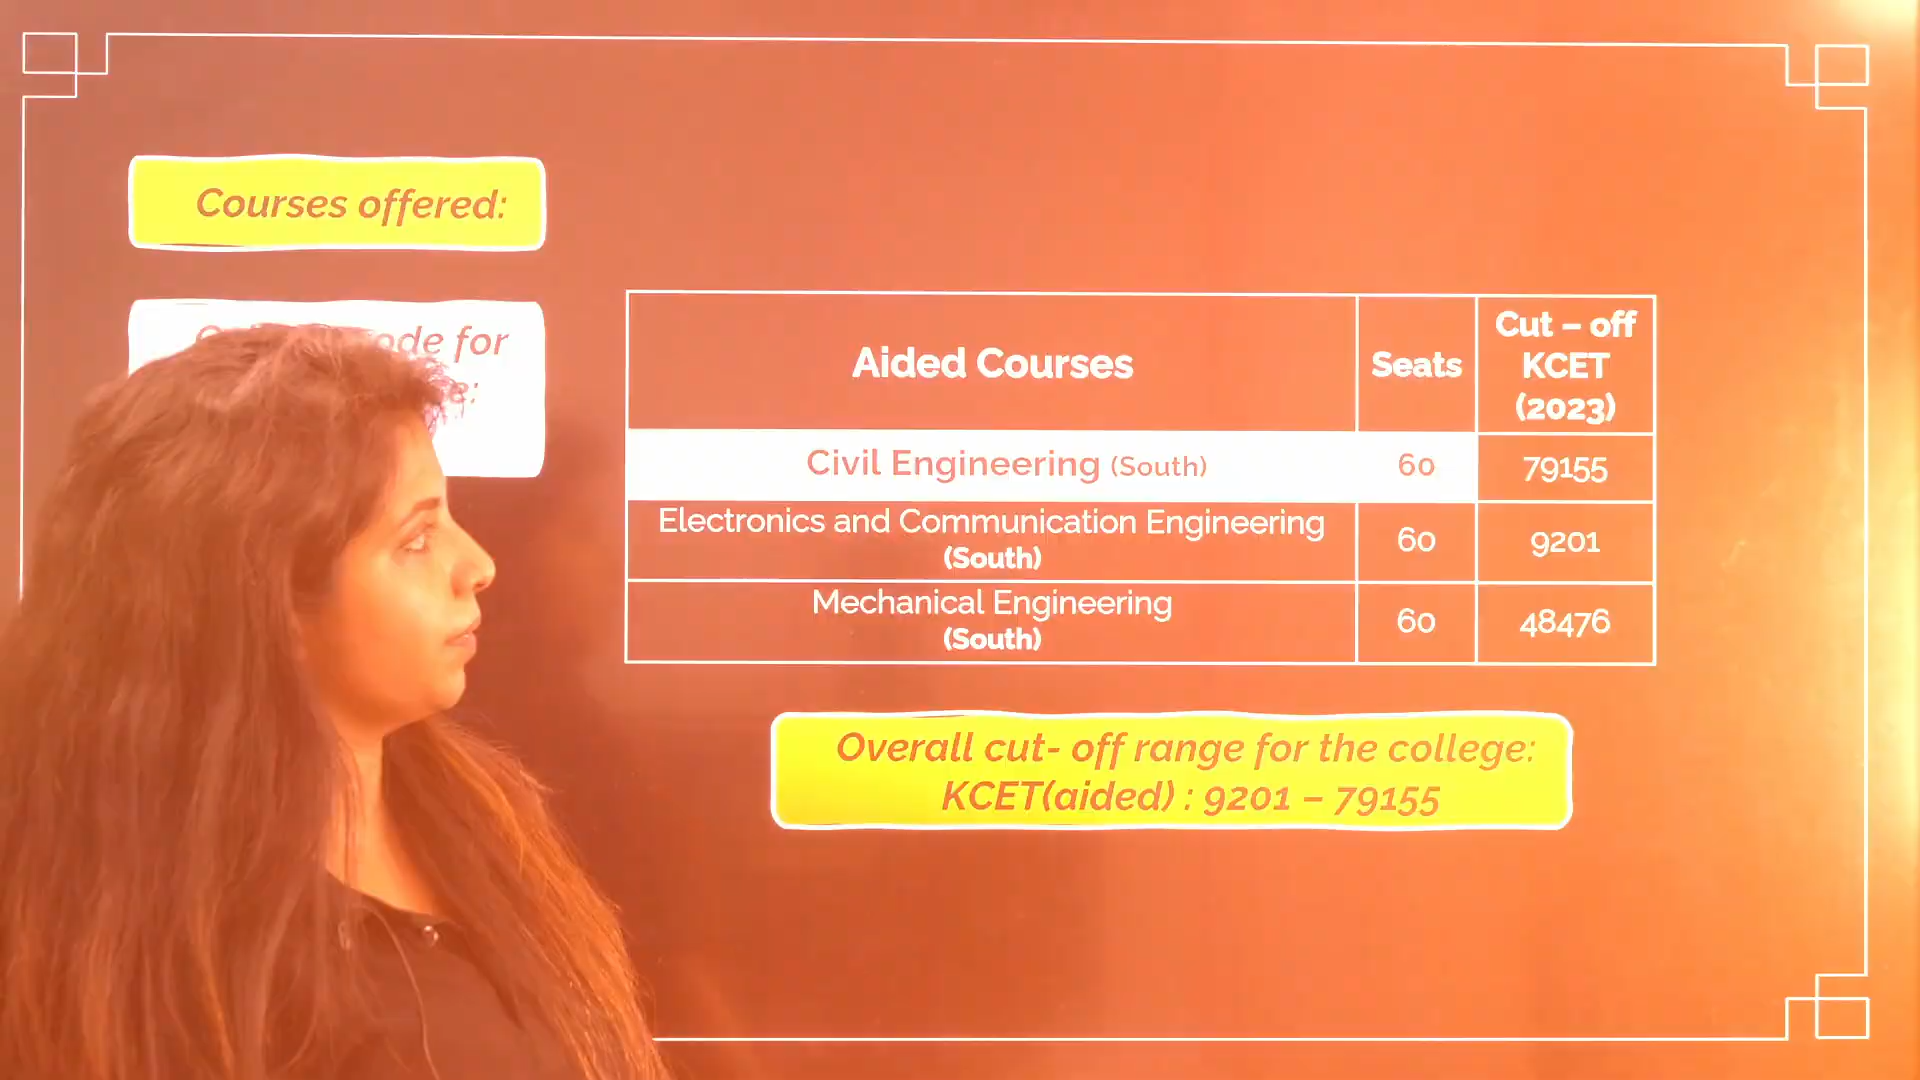 Courses offered:
for
Aided Courses
Seats
Cut – off
KCET
(2023)
Civil Engineering (South)
60
79155
Electronics and Communication Engineering
(South)
60
9201
Mechanical Engineering
(South)
60
48476
Overall cut- off range for the college:
KCET(aided) : 9201 – 79155